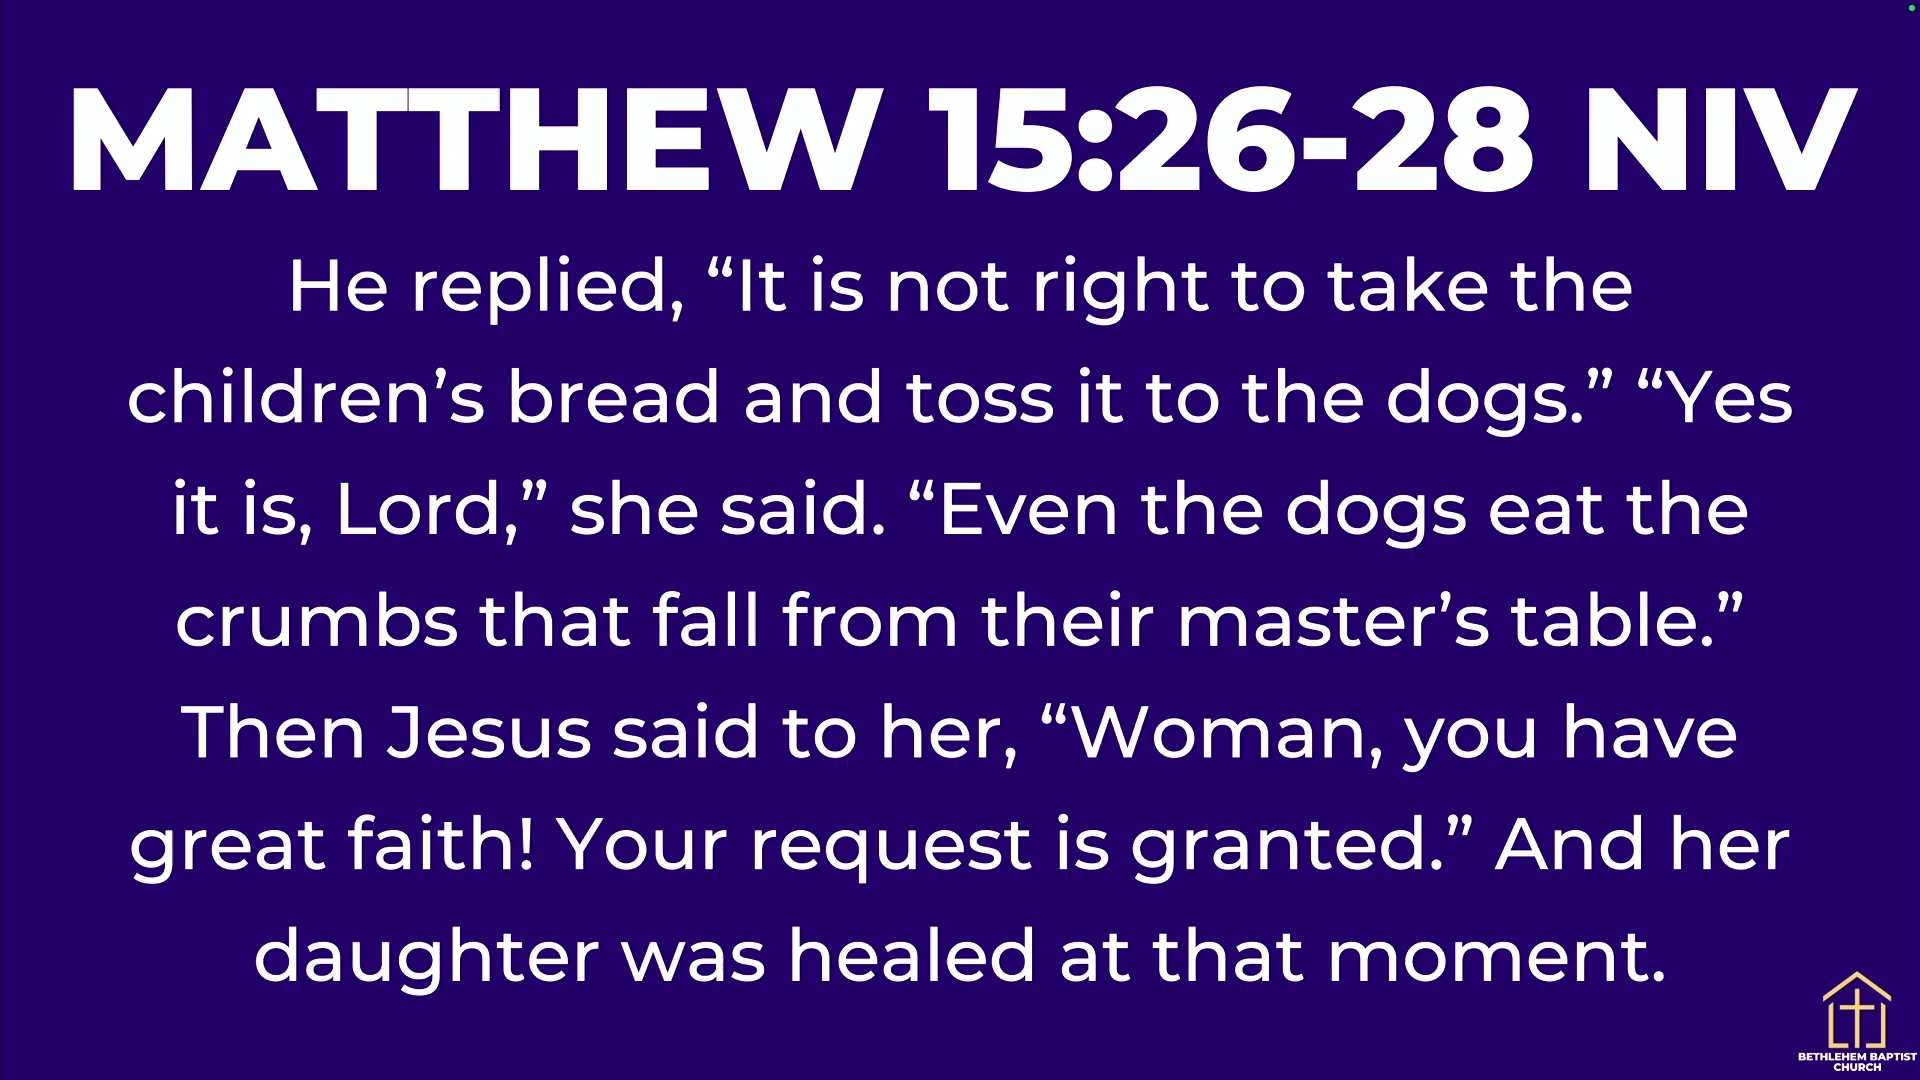 MATTHEW 15:26-28 NIV
He replied, “It is not right to take the
children’s bread and toss it to the dogs.” “Yes
it is, Lord,” she said. “Even the dogs eat the
crumbs that fall from their master’s table.”
Then Jesus said to her, “Woman, you have
great faith! Your request is granted.” And her
daughter was healed at that moment.
BETHLEHEM BAPTIST
CHURCH